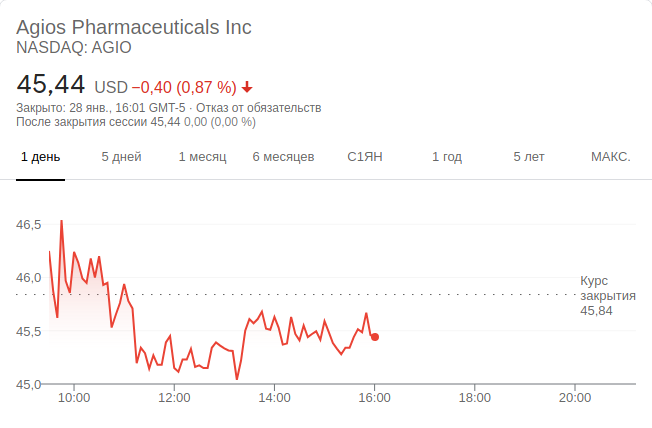 Agios Pharmaceuticals Inc
NASDAQ: AGIO
45,44 USD −0,40 (0,87 %)
Закрыто: 28 янв., 16:01 GMT-5 · Отказ от обязательств
После закрытия сессии 45,44 0,00 (0,00 %)
1 день 5 дней 1 месяц 6 месяцев С1ЯН 1 год 5 лет МАКС.
46,5
46,0
Курс
закрытия
45,84
45,5
45,0
10:00 12:00 14:00 16:00 18:00 20:00